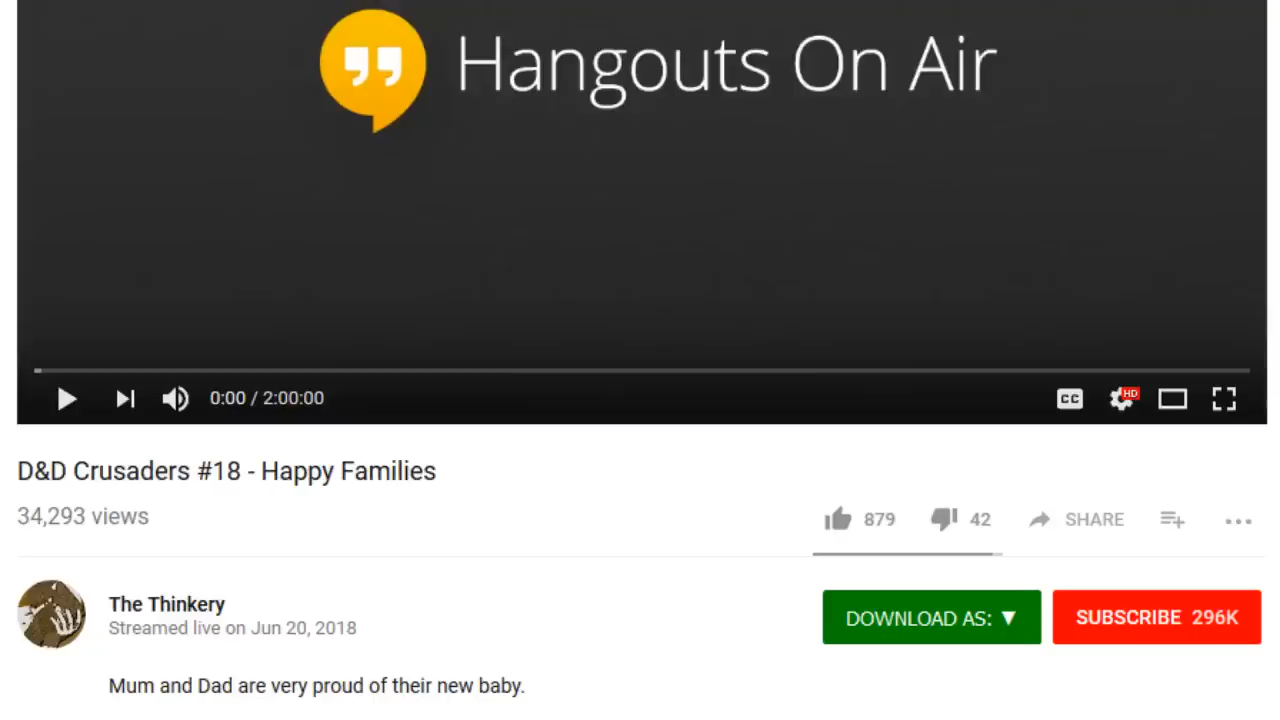 Hangouts On Air
0:00 / 2:00:00
CC
HD
D&D Crusaders #18 - Happy Families
34,293 views
879
42
SHARE
The Thinkery
Streamed live on Jun 20, 2018
DOWNLOAD AS: ▼
SUBSCRIBE 296K
Mum and Dad are very proud of their new baby.